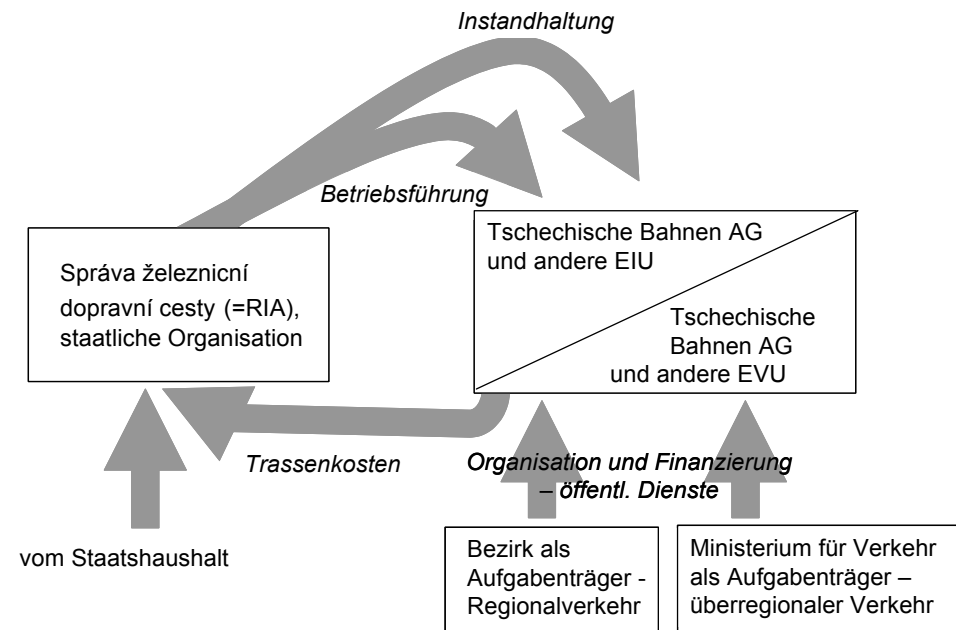 Instandhaltung
Betriebsführung
Správa železnicní
dopravní cesty (=RIA),
staatliche Organisation
Tschechische Bahnen AG
und andere EIU
Tschechische
Bahnen AG
und andere EVU
Trassenkosten
Organisation und Finanzierung
– öffentl. Dienste
vom Staatshaushalt
Bezirk als
Aufgabenträger -
Regionalverkehr
Ministerium für Verkehr
als Aufgabenträger –
überregionaler Verkehr